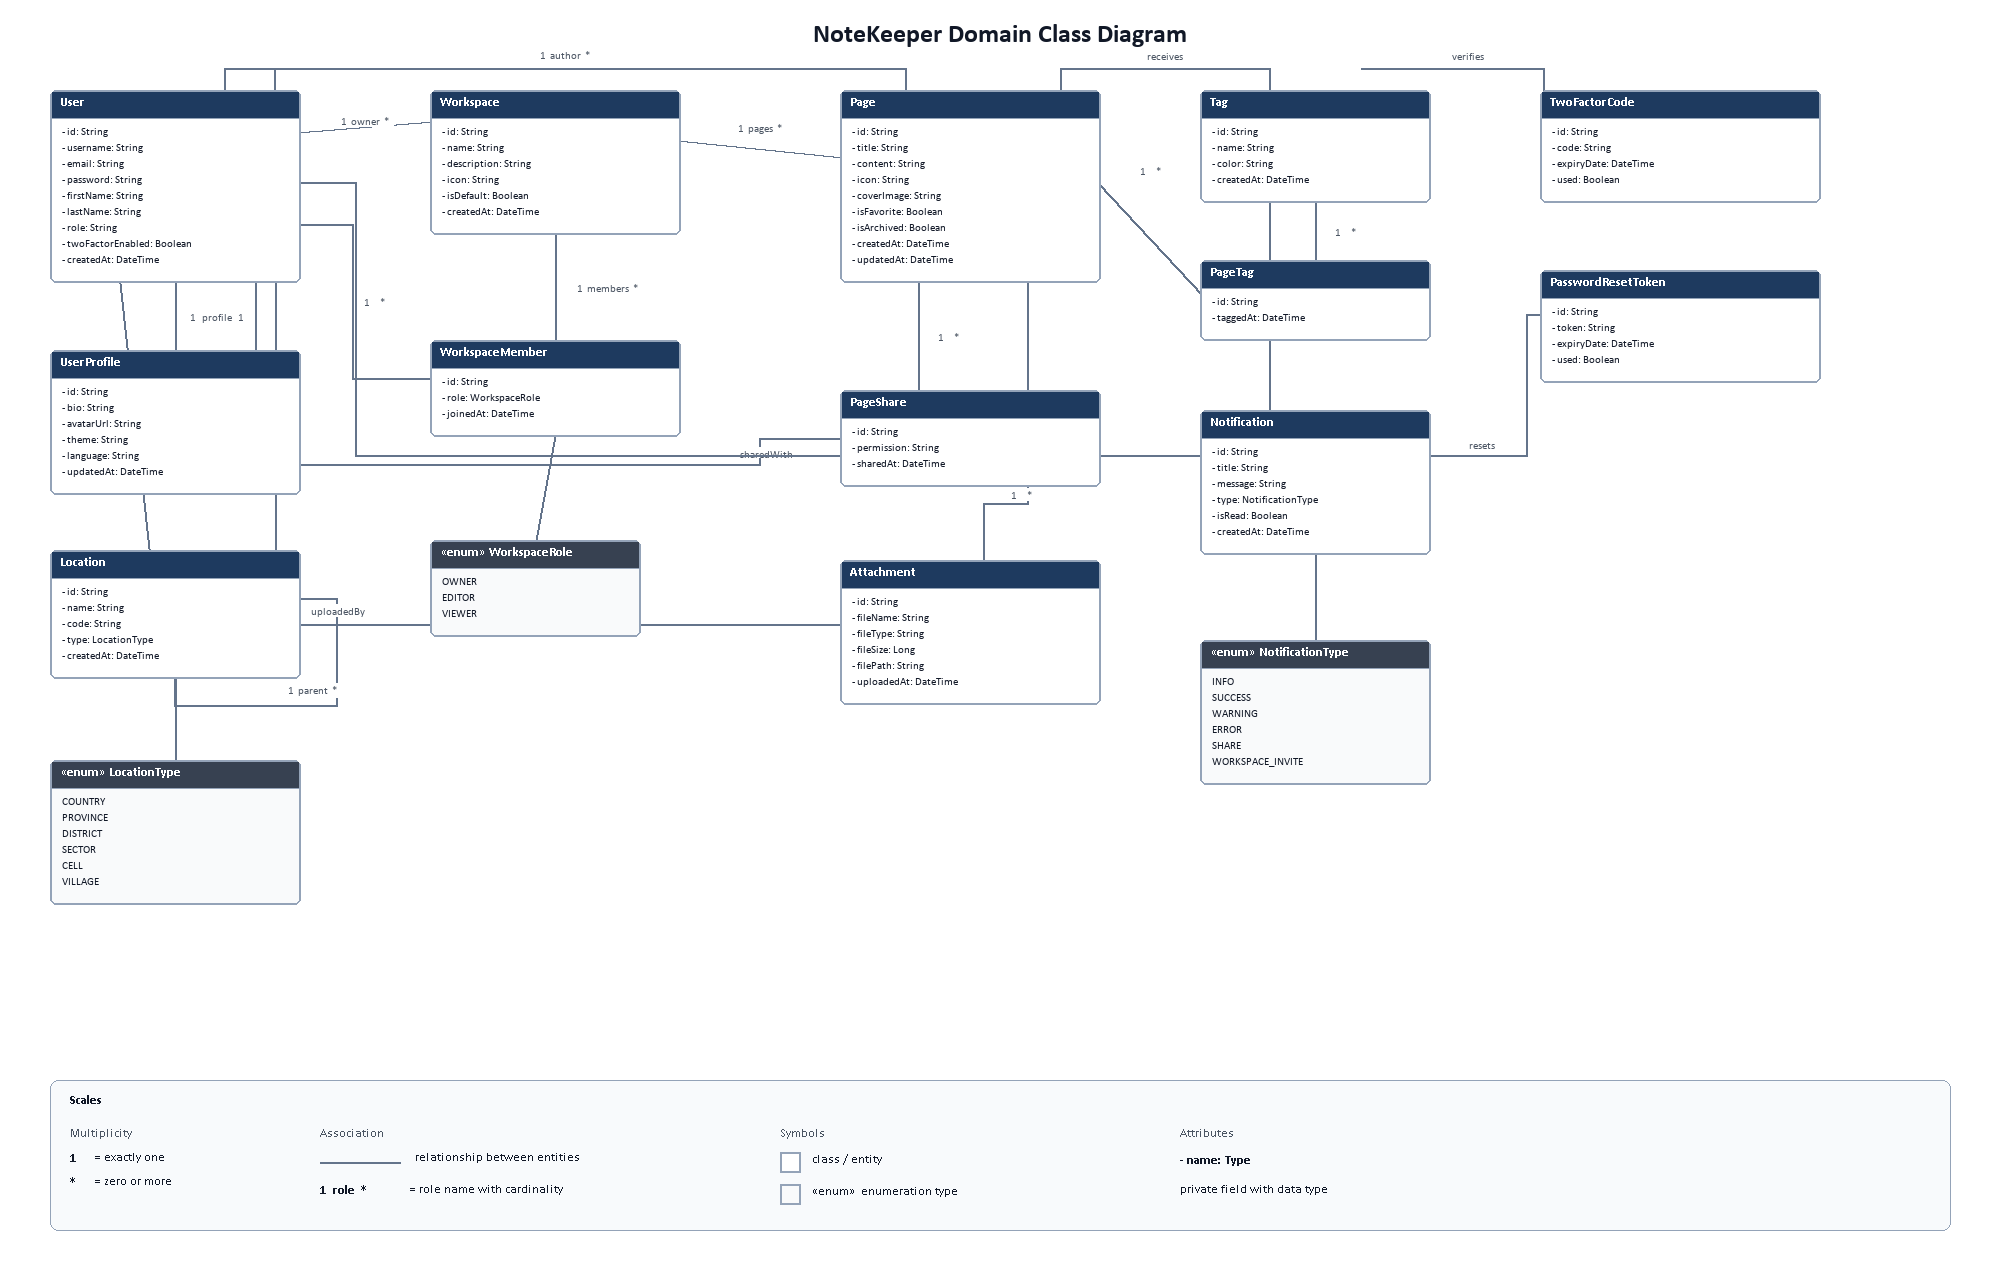 NoteKeeper Domain Class Diagram
1 author *
receives
verifies
User
- id: String
- username: String
- email: String
- password: String
- firstName: String
- lastName: String
- role: String
- twoFactorEnabled: Boolean
- createdAt: DateTime
1 owner *
Workspace
- id: String
- name: String
- description: String
- icon: String
- isDefault: Boolean
- createdAt: DateTime
1 pages *
Page
- id: String
- title: String
- content: String
- icon: String
- coverImage: String
- isFavorite: Boolean
- isArchived: Boolean
- createdAt: DateTime
- updatedAt: DateTime
1 *
Tag
- id: String
- name: String
- color: String
- createdAt: DateTime
1 *
TwoFactorCode
- id: String
- code: String
- expiryDate: DateTime
- used: Boolean
1 profile 1
1 *
1 members *
1 *
PageTag
- id: String
- taggedAt: DateTime
PasswordResetToken
- id: String
- token: String
- expiryDate: DateTime
- used: Boolean
UserProfile
- id: String
- bio: String
- avatarUrl: String
- theme: String
- language: String
- updatedAt: DateTime
WorkspaceMember
- id: String
- role: WorkspaceRole
- joinedAt: DateTime
sharedWith
PageShare
- id: String
- permission: String
- sharedAt: DateTime
1 *
Notification
- id: String
- title: String
- message: String
- type: NotificationType
- isRead: Boolean
- createdAt: DateTime
resets
Location
- id: String
- name: String
- code: String
- type: LocationType
- createdAt: DateTime
uploadedBy
1 parent *
«enum» WorkspaceRole
OWNER
EDITOR
VIEWER
Attachment
- id: String
- fileName: String
- fileType: String
- fileSize: Long
- filePath: String
- uploadedAt: DateTime
«enum» NotificationType
INFO
SUCCESS
WARNING
ERROR
SHARE
WORKSPACE_INVITE
«enum» LocationType
COUNTRY
PROVINCE
DISTRICT
SECTOR
CELL
VILLAGE
Scales
Multiplicity
1 = exactly one
* = zero or more
Association
relationship between entities
1 role * = role name with cardinality
Symbols
class / entity
«enum» enumeration type
Attributes
- name: Type
private field with data type